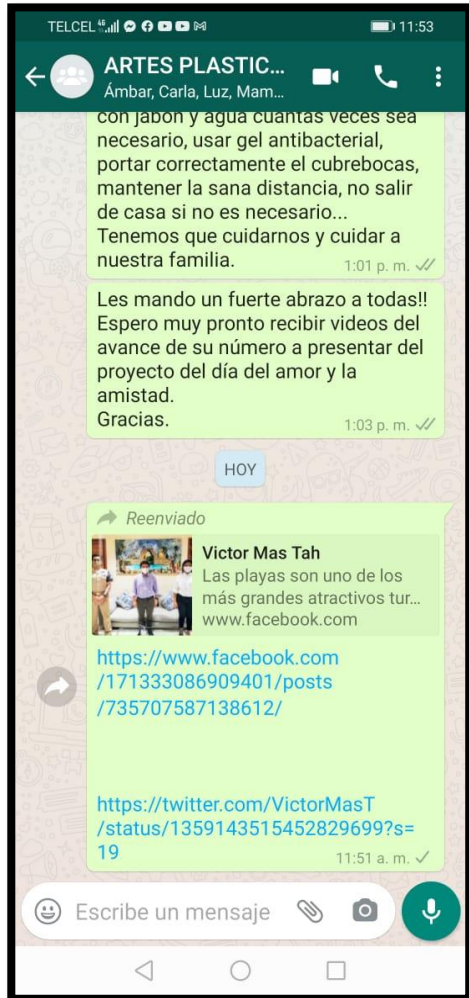 TELCEL 4G 11:53
ARTES PLASTIC...
Ámbar, Carla, Luz, Mam...
con jabón y agua cuantas veces sea
necesario, usar gel antibacterial,
portar correctamente el cubrebocas,
mantener la sana distancia, no salir
de casa si no es necesario...
Tenemos que cuidarnos y cuidar a
nuestra familia.
1:01 p. m.
Les mando un fuerte abrazo a todas!!
Espero muy pronto recibir videos del
avance de su número a presentar del
proyecto del día del amor y la
amistad.
Gracias.
1:03 p. m.
HOY
Reenviado
Victor Mas Tah
Las playas son uno de los
más grandes atractivos tur...
www.facebook.com
https://www.facebook.com
/171333086909401/posts
/735707587138612/
https://twitter.com/VictorMasT
/status/1359143515452829699?s=
19
11:51 a. m.
Escribe un mensaje